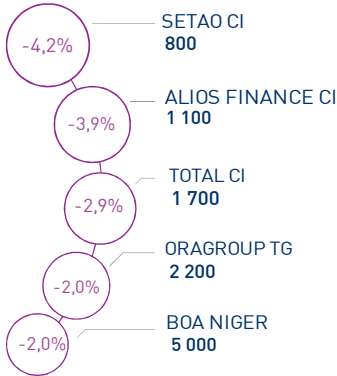 -4,2%
SETAO CI
800
-3,9%
ALIOS FINANCE CI
1 100
-2,9%
TOTAL CI
1 700
-2,0%
ORAGROUP TG
2 200
-2,0%
BOA NIGER
5 000